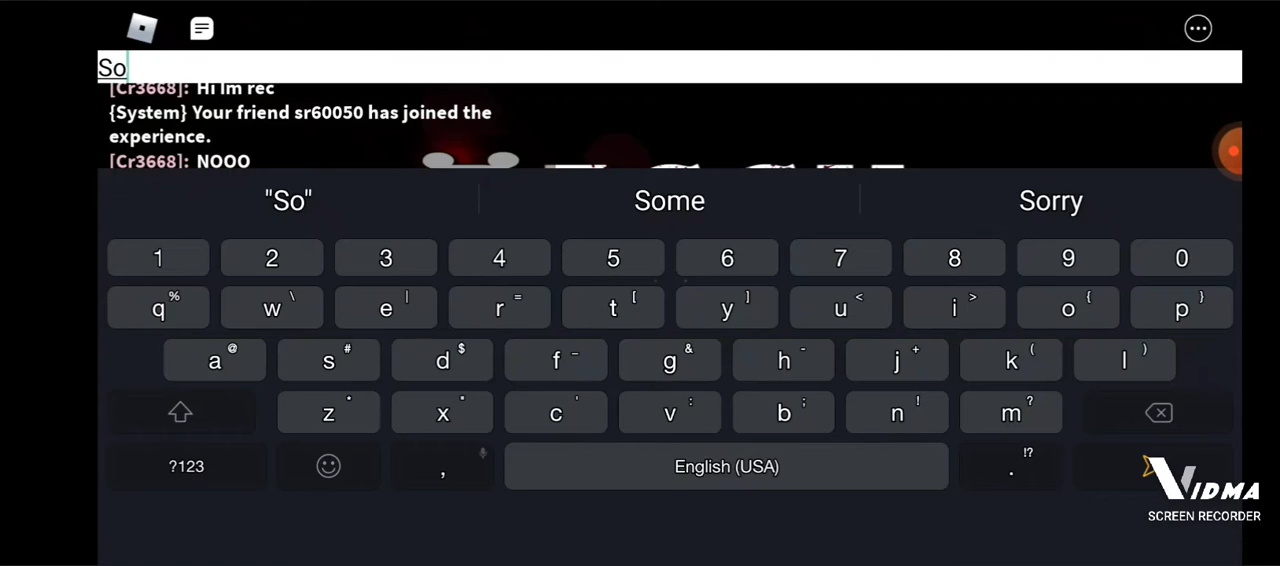 So
[Cr3668]: Hi Im rec
{System} Your friend sr60050 has joined the
experience.
[Cr3668]: NOOO
"So" Some Sorry
1 2 3 4 5 6 7 8 9 0
q % w \ e | r = t [ y ] u < i > o { p }
a @ s # d $ f _ g & h - j + k ( l )
z x c ' v : b ; n ! m ?
?123 , English (USA) . !?
VIDMA
SCREEN RECORDER